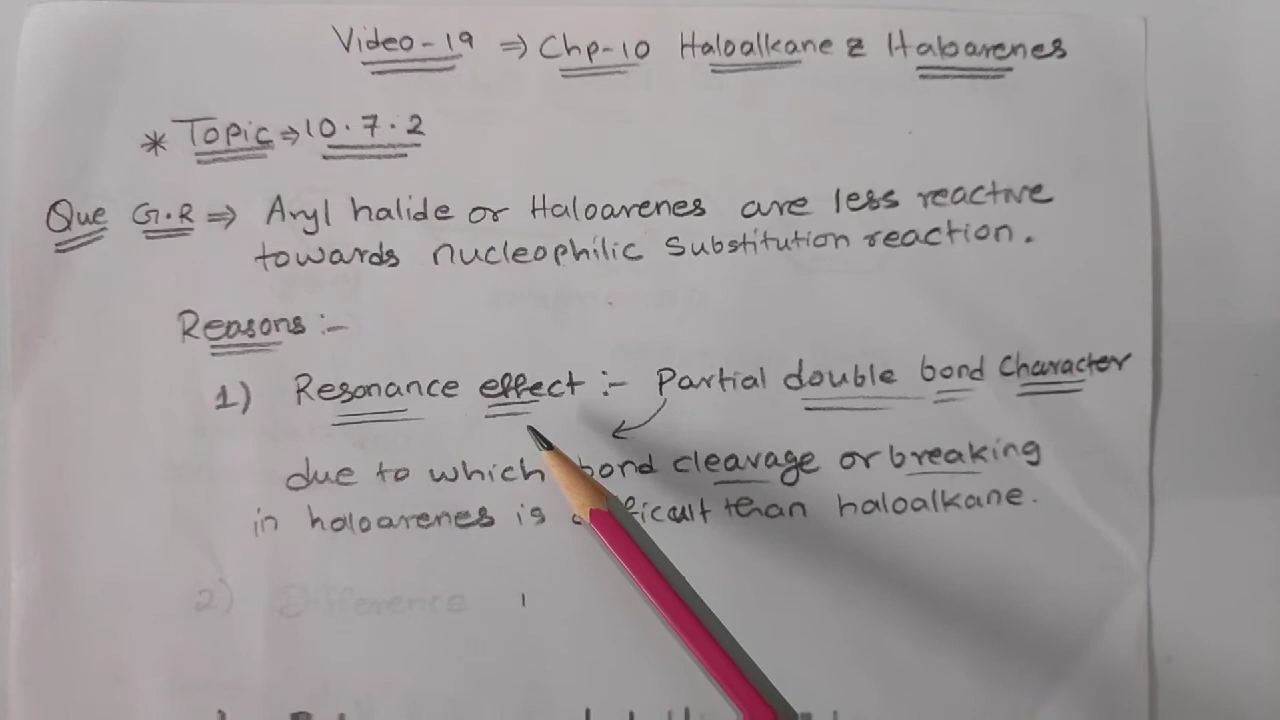 Video-19 ⇒ Chp-10 Haloalkane & Haloarenes
* Topic ⇒ 10.7.2
Que G.R ⇒ Aryl halide or Haloarenes are less reactive
towards nucleophilic substitution reaction.
Reasons :-
1) Resonance effect :- Partial double bond Character
due to which bond cleavage or breaking
in haloarenes is difficult than haloalkane.
2) Difference